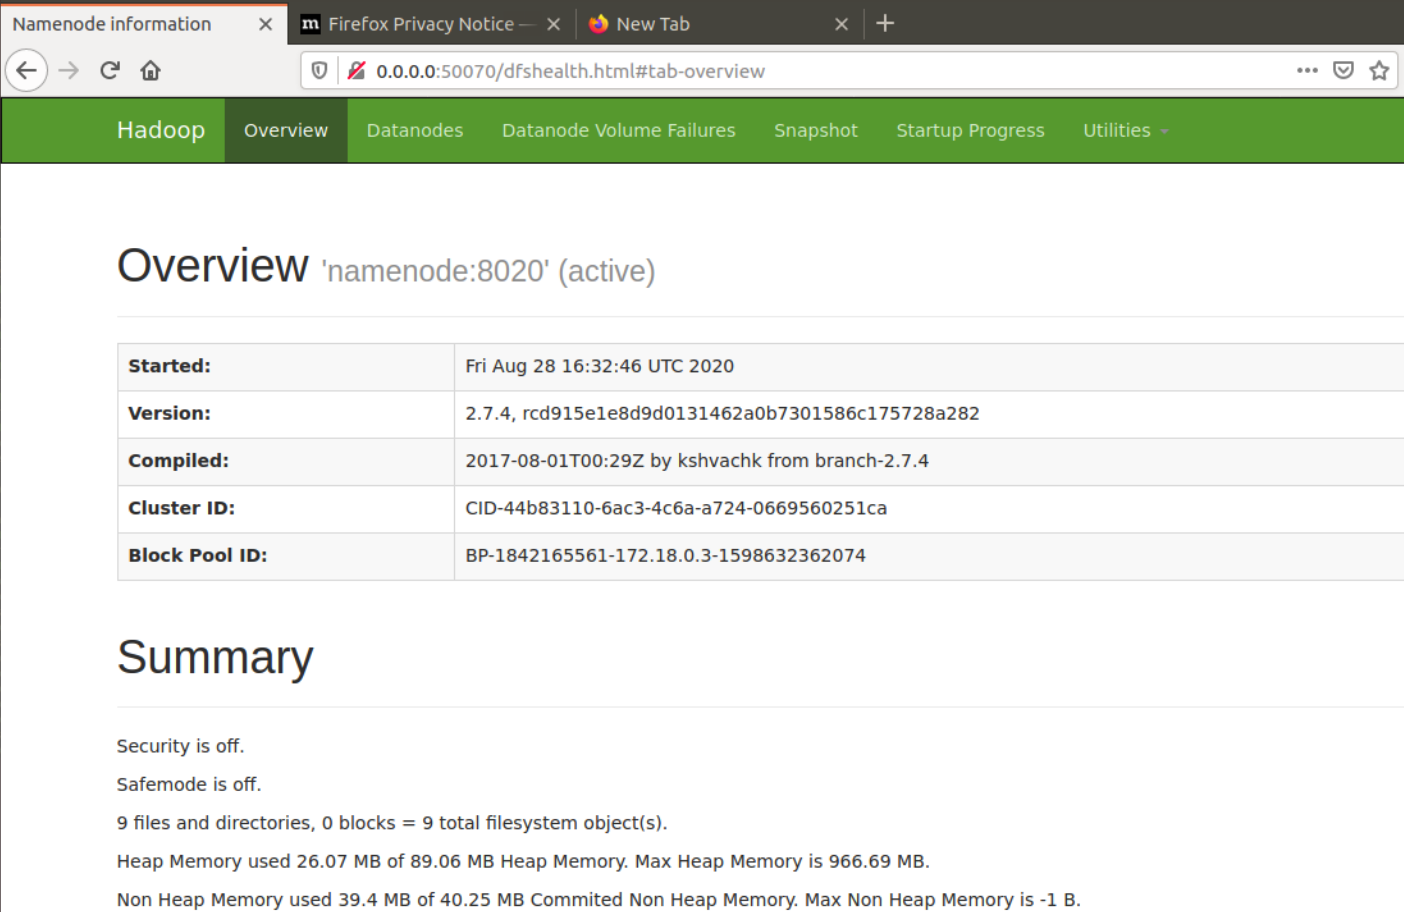 Namenode information
Firefox Privacy Notice —
New Tab
0.0.0.0:50070/dfshealth.html#tab-overview
Hadoop Overview Datanodes Datanode Volume Failures Snapshot Startup Progress Utilities
Overview 'namenode:8020' (active)
Started: Fri Aug 28 16:32:46 UTC 2020
Version: 2.7.4, rcd915e1e8d9d0131462a0b7301586c175728a282
Compiled: 2017-08-01T00:29Z by kshvachk from branch-2.7.4
Cluster ID: CID-44b83110-6ac3-4c6a-a724-0669560251ca
Block Pool ID: BP-1842165561-172.18.0.3-1598632362074
Summary
Security is off.
Safemode is off.
9 files and directories, 0 blocks = 9 total filesystem object(s).
Heap Memory used 26.07 MB of 89.06 MB Heap Memory. Max Heap Memory is 966.69 MB.
Non Heap Memory used 39.4 MB of 40.25 MB Commited Non Heap Memory. Max Non Heap Memory is -1 B.